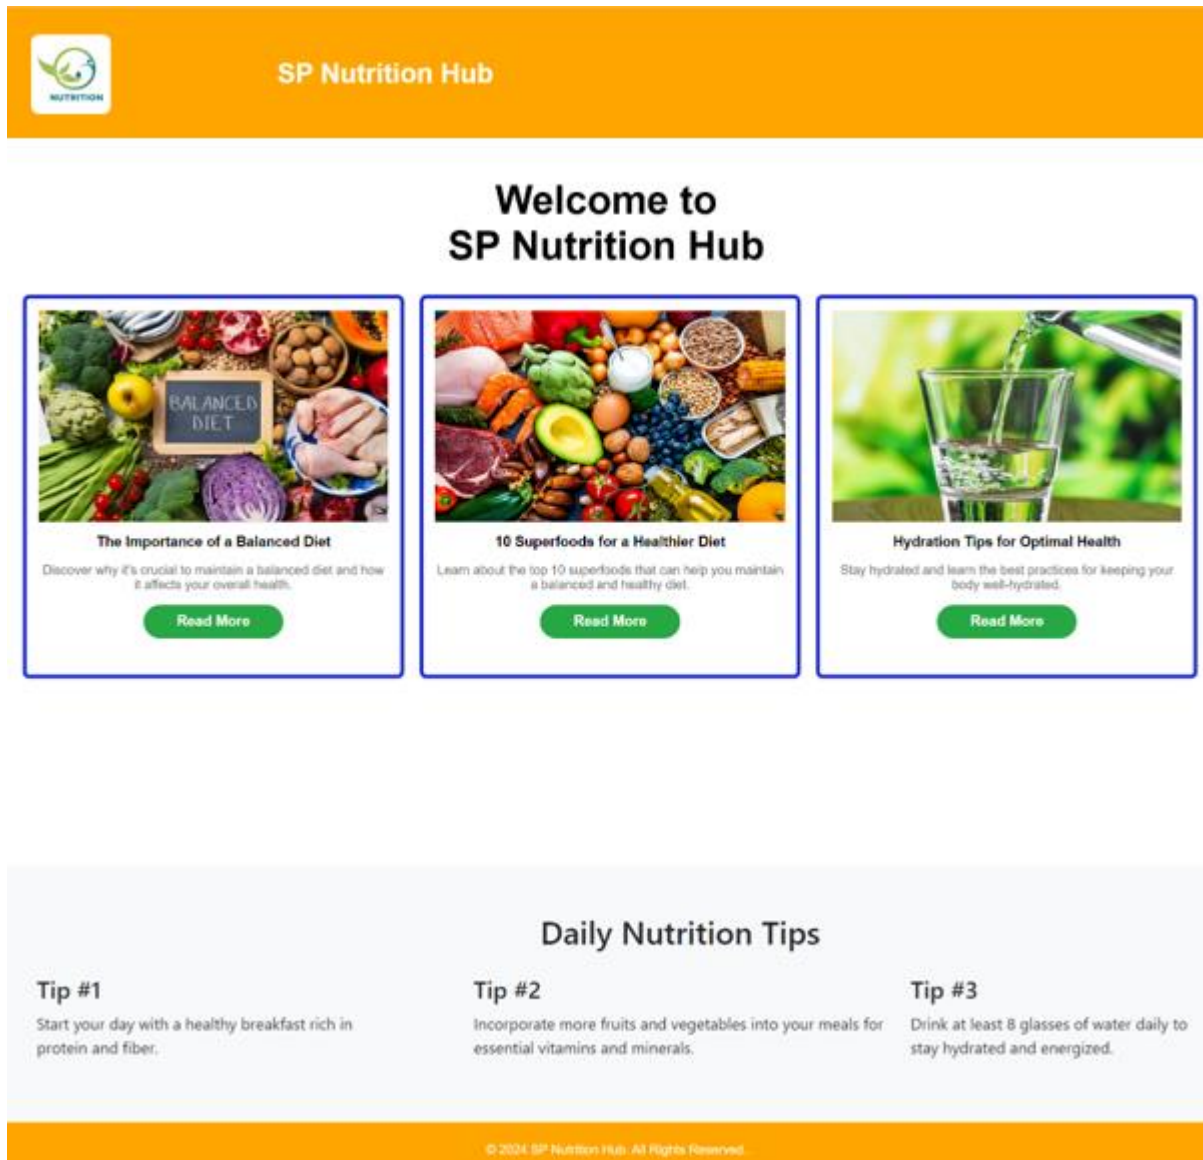 NUTRITION
SP Nutrition Hub
Welcome to
SP Nutrition Hub
BALANCED
DIET
The Importance of a Balanced Diet
Discover why it's crucial to maintain a balanced diet and how
it affects your overall health.
Read More
10 Superfoods for a Healthier Diet
Learn about the top 10 superfoods that can help you maintain
a balanced and healthy diet.
Read More
Hydration Tips for Optimal Health
Stay hydrated and learn the best practices for keeping your
body well-hydrated.
Read More
Daily Nutrition Tips
Tip #1
Start your day with a healthy breakfast rich in
protein and fiber.
Tip #2
Incorporate more fruits and vegetables into your meals for
essential vitamins and minerals.
Tip #3
Drink at least 8 glasses of water daily to
stay hydrated and energized.
© 2024 SP Nutrition Hub. All Rights Reserved.